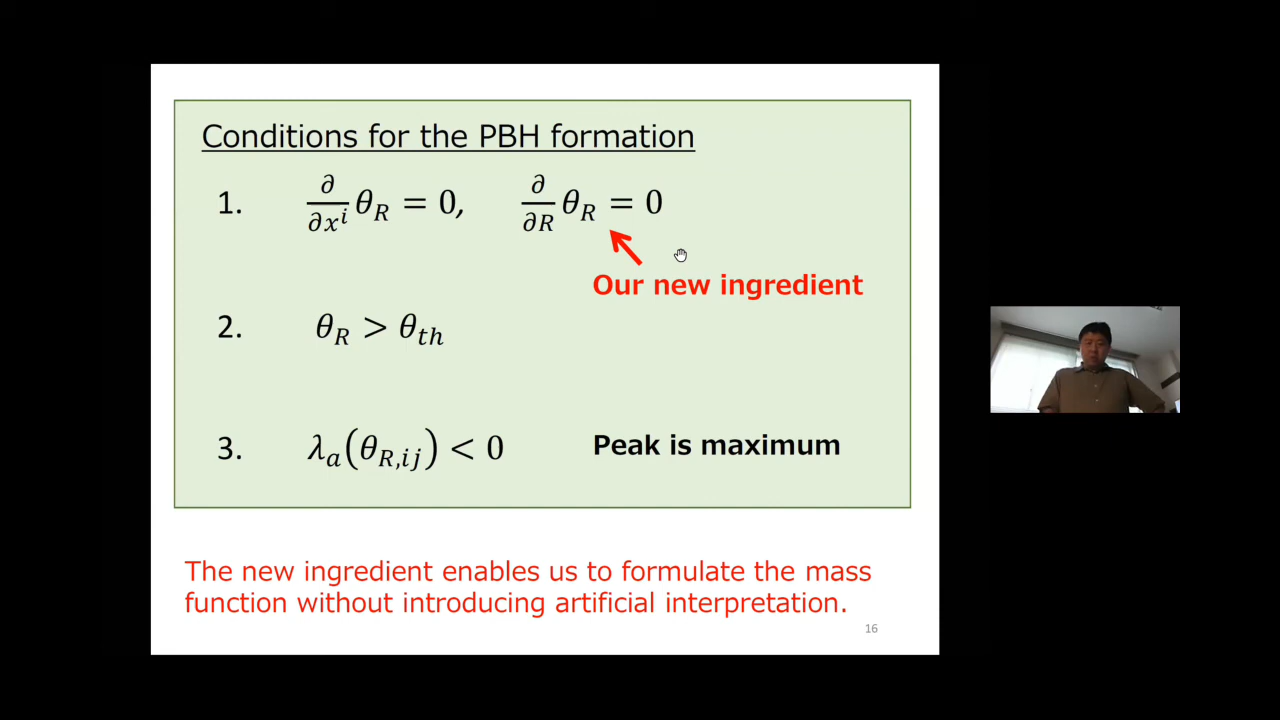 Conditions for the PBH formation
1. ∂/∂xⁱ θ_R = 0, ∂/∂R θ_R = 0
Our new ingredient
2. θ_R > θ_th
3. λ_a(θ_R,ij) < 0 Peak is maximum
The new ingredient enables us to formulate the mass
function without introducing artificial interpretation.
16